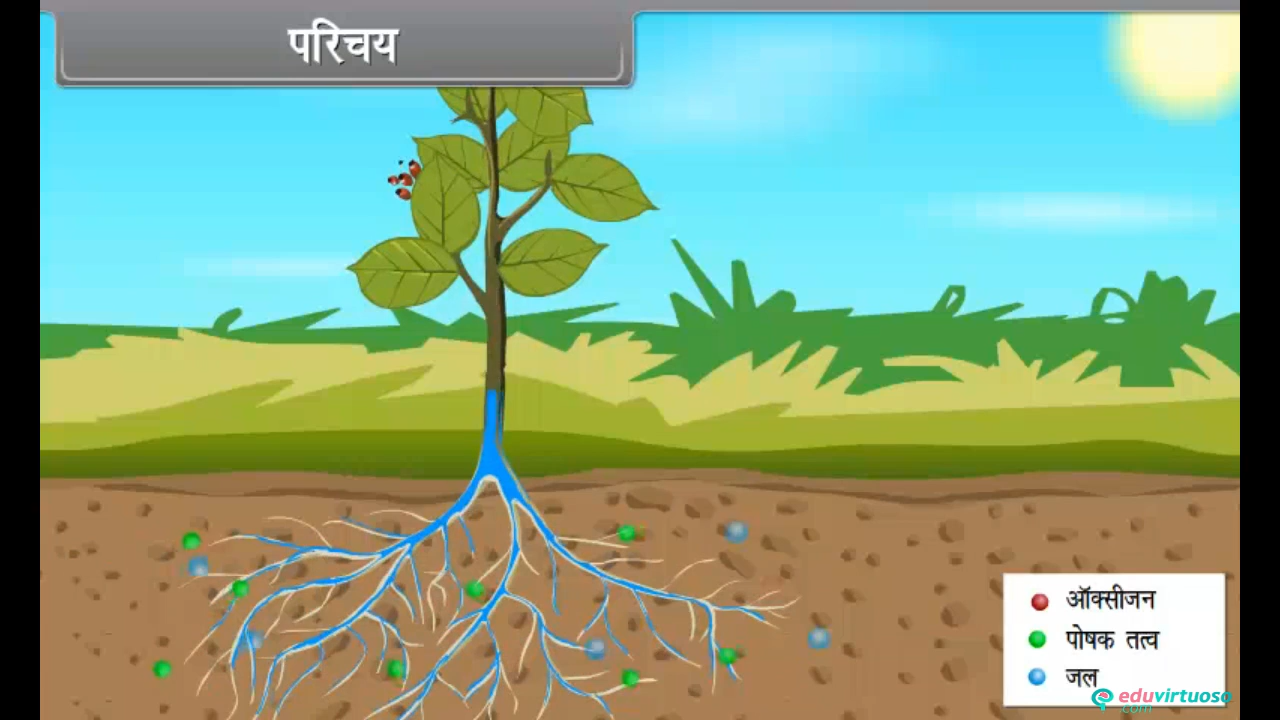 परिचय
ऑक्सीजन
पोषक तत्व
जल
eduvirtuoso
.com